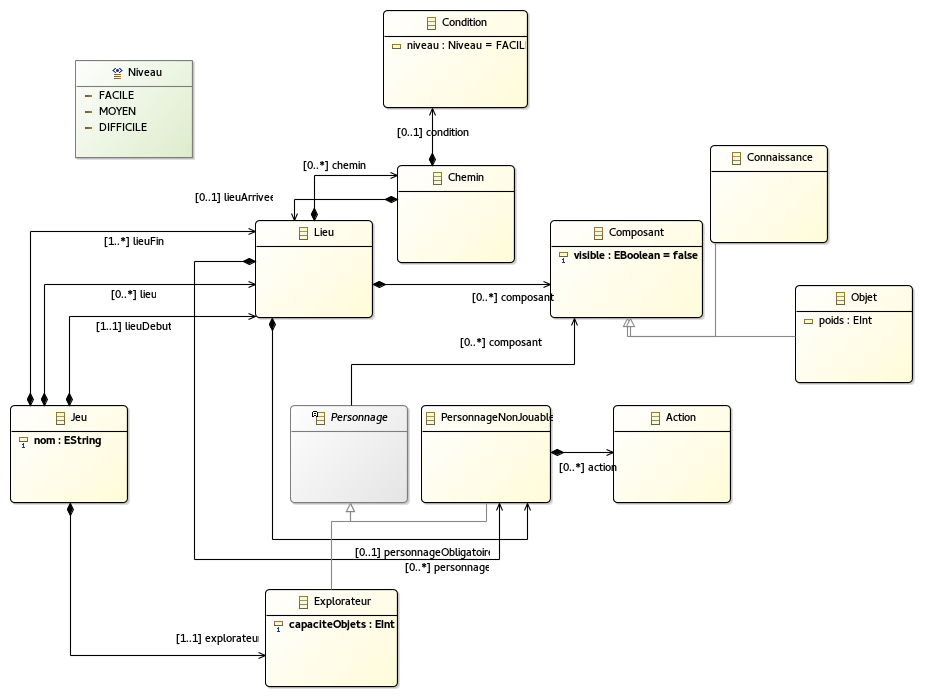 Condition
niveau : Niveau = FACIL
Niveau
FACILE
MOYEN
DIFFICILE
[0..1] condition
Connaissance
[0..*] chemin
Chemin
[0..1] lieuArrivee
Lieu
Composant
[1..*] lieuFin
visible : EBoolean = false
[0..*] lieu
[0..*] composant
Objet
poids : EInt
[1..1] lieuDebut
[0..*] composant
Jeu
nom : EString
Personnage
PersonnageNonJouable
Action
[0..*] action
[0..1] personnageObligatoire
[0..*] personnage
Explorateur
capaciteObjets : EInt
[1..1] explorateur